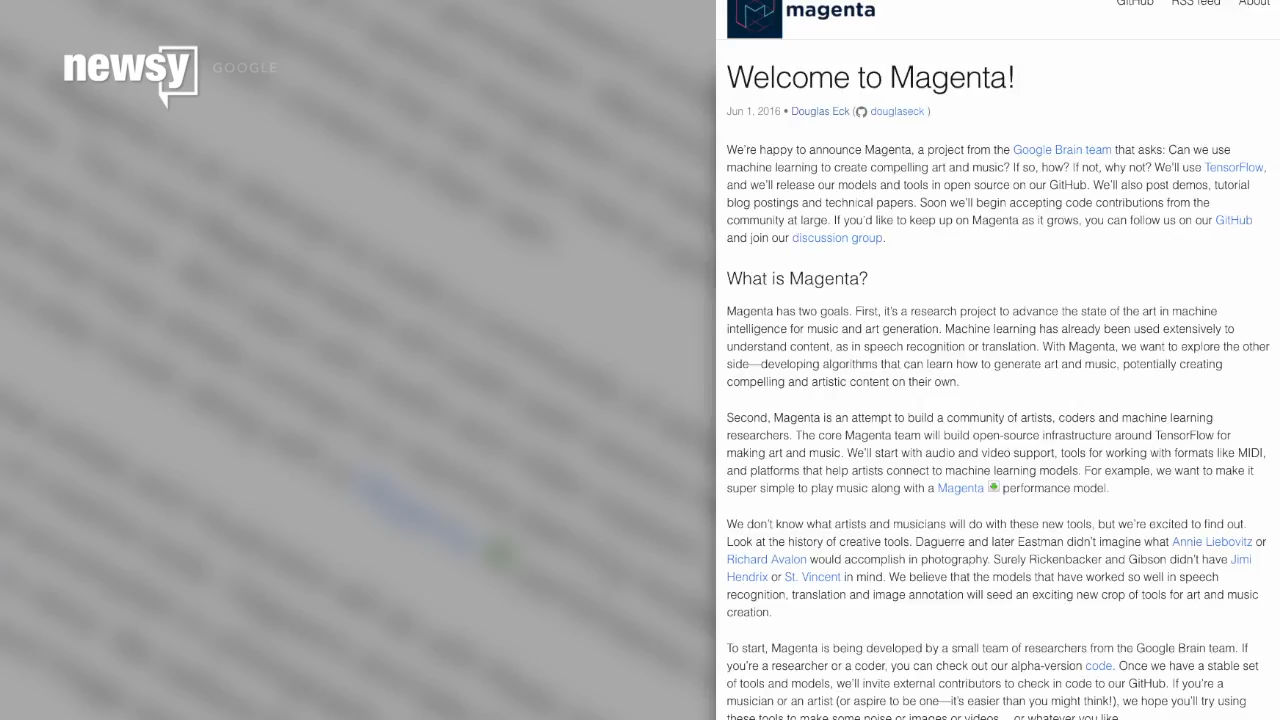 newsy GOOGLE
magenta
GitHub RSS feed About
Welcome to Magenta!
Jun 1, 2016 • Douglas Eck ( douglaseck )
We're happy to announce Magenta, a project from the Google Brain team that asks: Can we use
machine learning to create compelling art and music? If so, how? If not, why not? We'll use TensorFlow,
and we'll release our models and tools in open source on our GitHub. We'll also post demos, tutorial
blog postings and technical papers. Soon we'll begin accepting code contributions from the
community at large. If you'd like to keep up on Magenta as it grows, you can follow us on our GitHub
and join our discussion group.
What is Magenta?
Magenta has two goals. First, it's a research project to advance the state of the art in machine
intelligence for music and art generation. Machine learning has already been used extensively to
understand content, as in speech recognition or translation. With Magenta, we want to explore the other
side—developing algorithms that can learn how to generate art and music, potentially creating
compelling and artistic content on their own.
Second, Magenta is an attempt to build a community of artists, coders and machine learning
researchers. The core Magenta team will build open-source infrastructure around TensorFlow for
making art and music. We'll start with audio and video support, tools for working with formats like MIDI,
and platforms that help artists connect to machine learning models. For example, we want to make it
super simple to play music along with a Magenta performance model.
We don't know what artists and musicians will do with these new tools, but we're excited to find out.
Look at the history of creative tools. Daguerre and later Eastman didn't imagine what Annie Liebovitz or
Richard Avalon would accomplish in photography. Surely Rickenbacker and Gibson didn't have Jimi
Hendrix or St. Vincent in mind. We believe that the models that have worked so well in speech
recognition, translation and image annotation will seed an exciting new crop of tools for art and music
creation.
To start, Magenta is being developed by a small team of researchers from the Google Brain team. If
you're a researcher or a coder, you can check out our alpha-version code. Once we have a stable set
of tools and models, we'll invite external contributors to check in code to our GitHub. If you're a
musician or an artist (or aspire to be one—it's easier than you might think!), we hope you'll try using
these tools to make some noise or images or videos... or whatever you like.